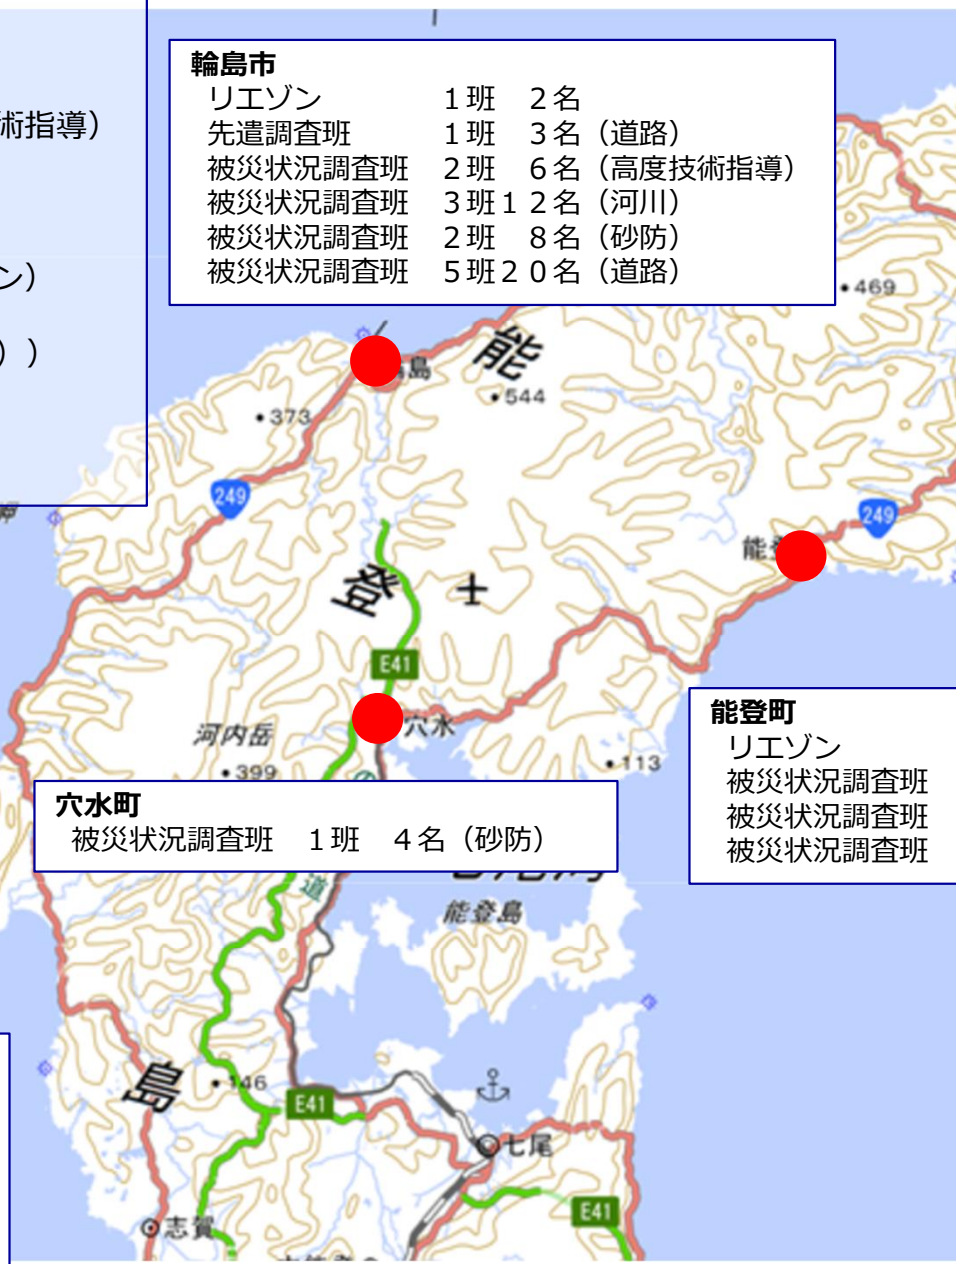 術指導）
ン）
））
輪島市
リエゾン　　　　１班　２名
先遣調査班　　　１班　３名（道路）
被災状況調査班　２班　６名（高度技術指導）
被災状況調査班　３班１２名（河川）
被災状況調査班　２班　８名（砂防）
被災状況調査班　５班２０名（道路）
469
島
能
544
373
249
249
能登
登
E41
穴水
河内岳
399
113
能登町
リエゾン
被災状況調査班
被災状況調査班
被災状況調査班
穴水町
被災状況調査班　１班　４名（砂防）
道
能登島
島
146
E41
七尾
志賀
E41